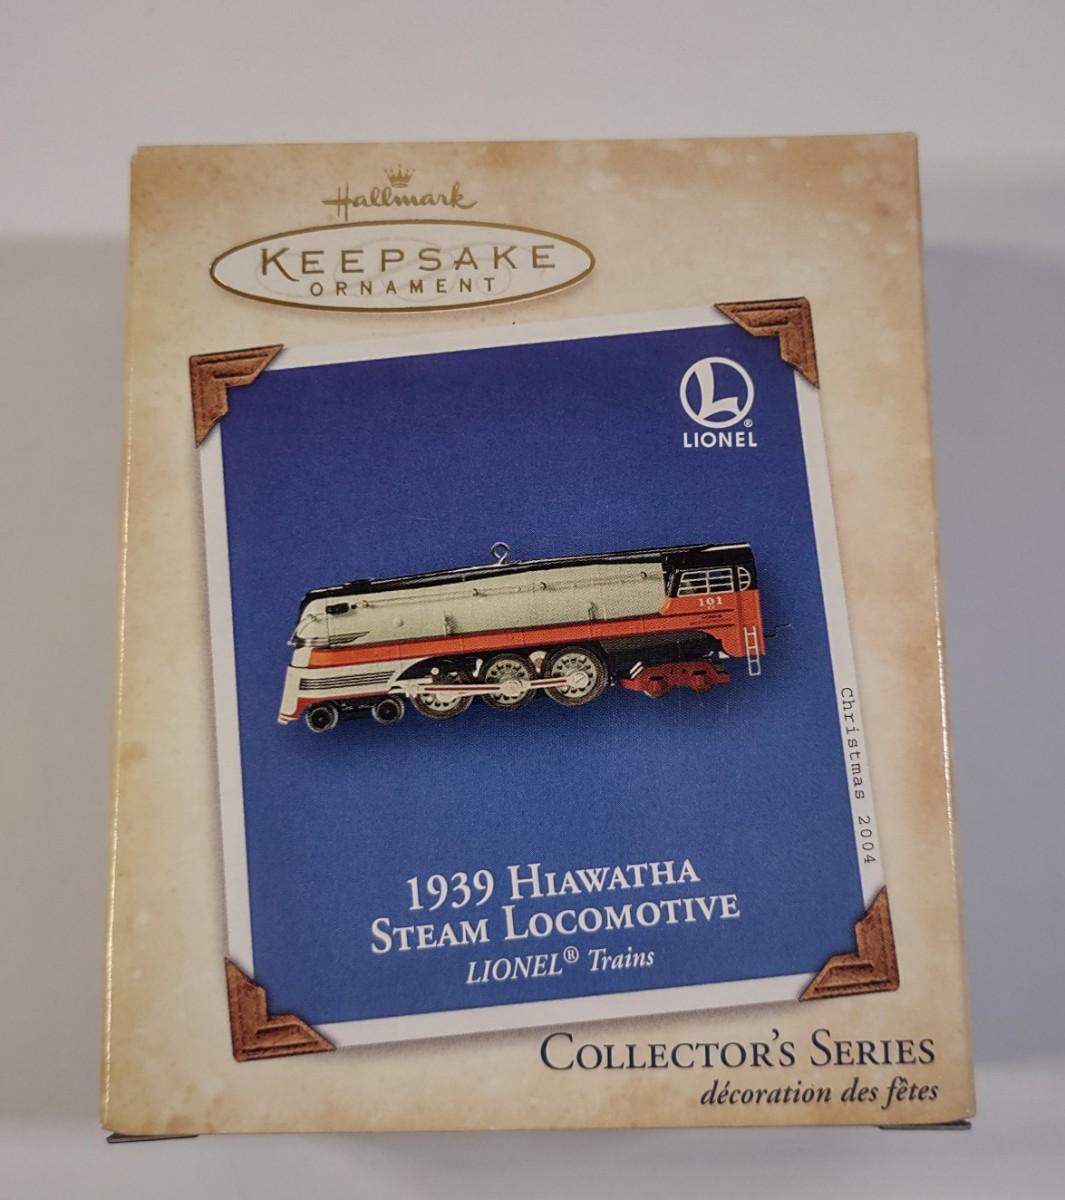 Hallmark
KEEPSAKE
ORNAMENT
L
®
LIONEL
101
Christmas 2004
1939 HIAWATHA
STEAM LOCOMOTIVE
LIONEL® Trains
COLLECTOR'S SERIES
décoration des fêtes